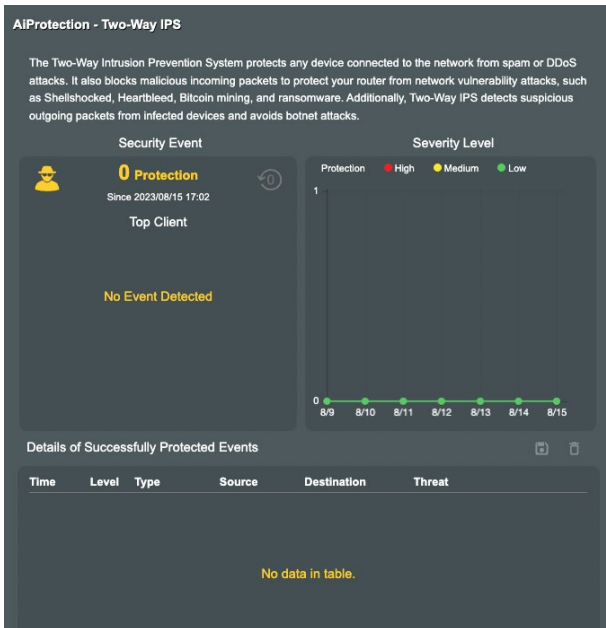 AiProtection - Two-Way IPS
The Two-Way Intrusion Prevention System protects any device connected to the network from spam or DDoS
attacks. It also blocks malicious incoming packets to protect your router from network vulnerability attacks, such
as Shellshocked, Heartbleed, Bitcoin mining, and ransomware. Additionally, Two-Way IPS detects suspicious
outgoing packets from infected devices and avoids botnet attacks.
Security Event
0 Protection
0
Since 2023/08/15 17:02
Top Client
No Event Detected
Severity Level
Protection High Medium Low
1
0
8/9 8/10 8/11 8/12 8/13 8/14 8/15
Details of Successfully Protected Events
Time Level Type Source Destination Threat
No data in table.